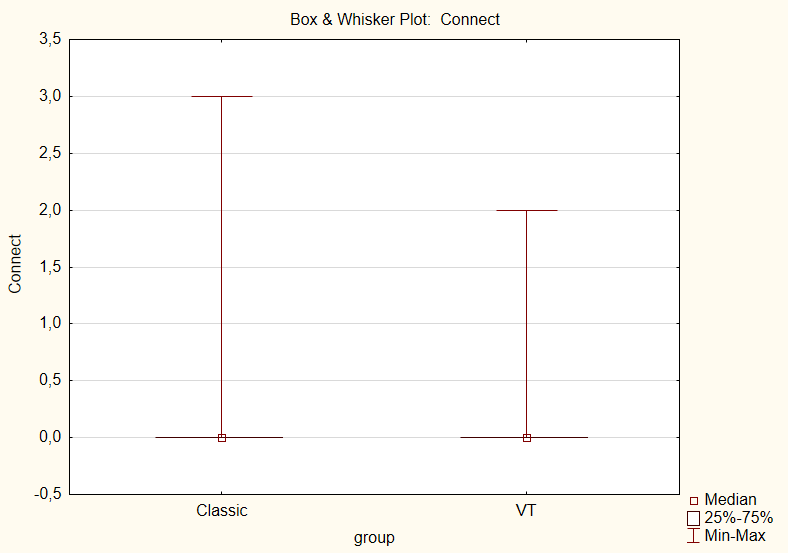 Box & Whisker Plot:  Connect
3,5
3,0
2,5
2,0
1,5
1,0
0,5
0,0
-0,5
Connect
Classic
VT
group
Median
25%-75%
Min-Max